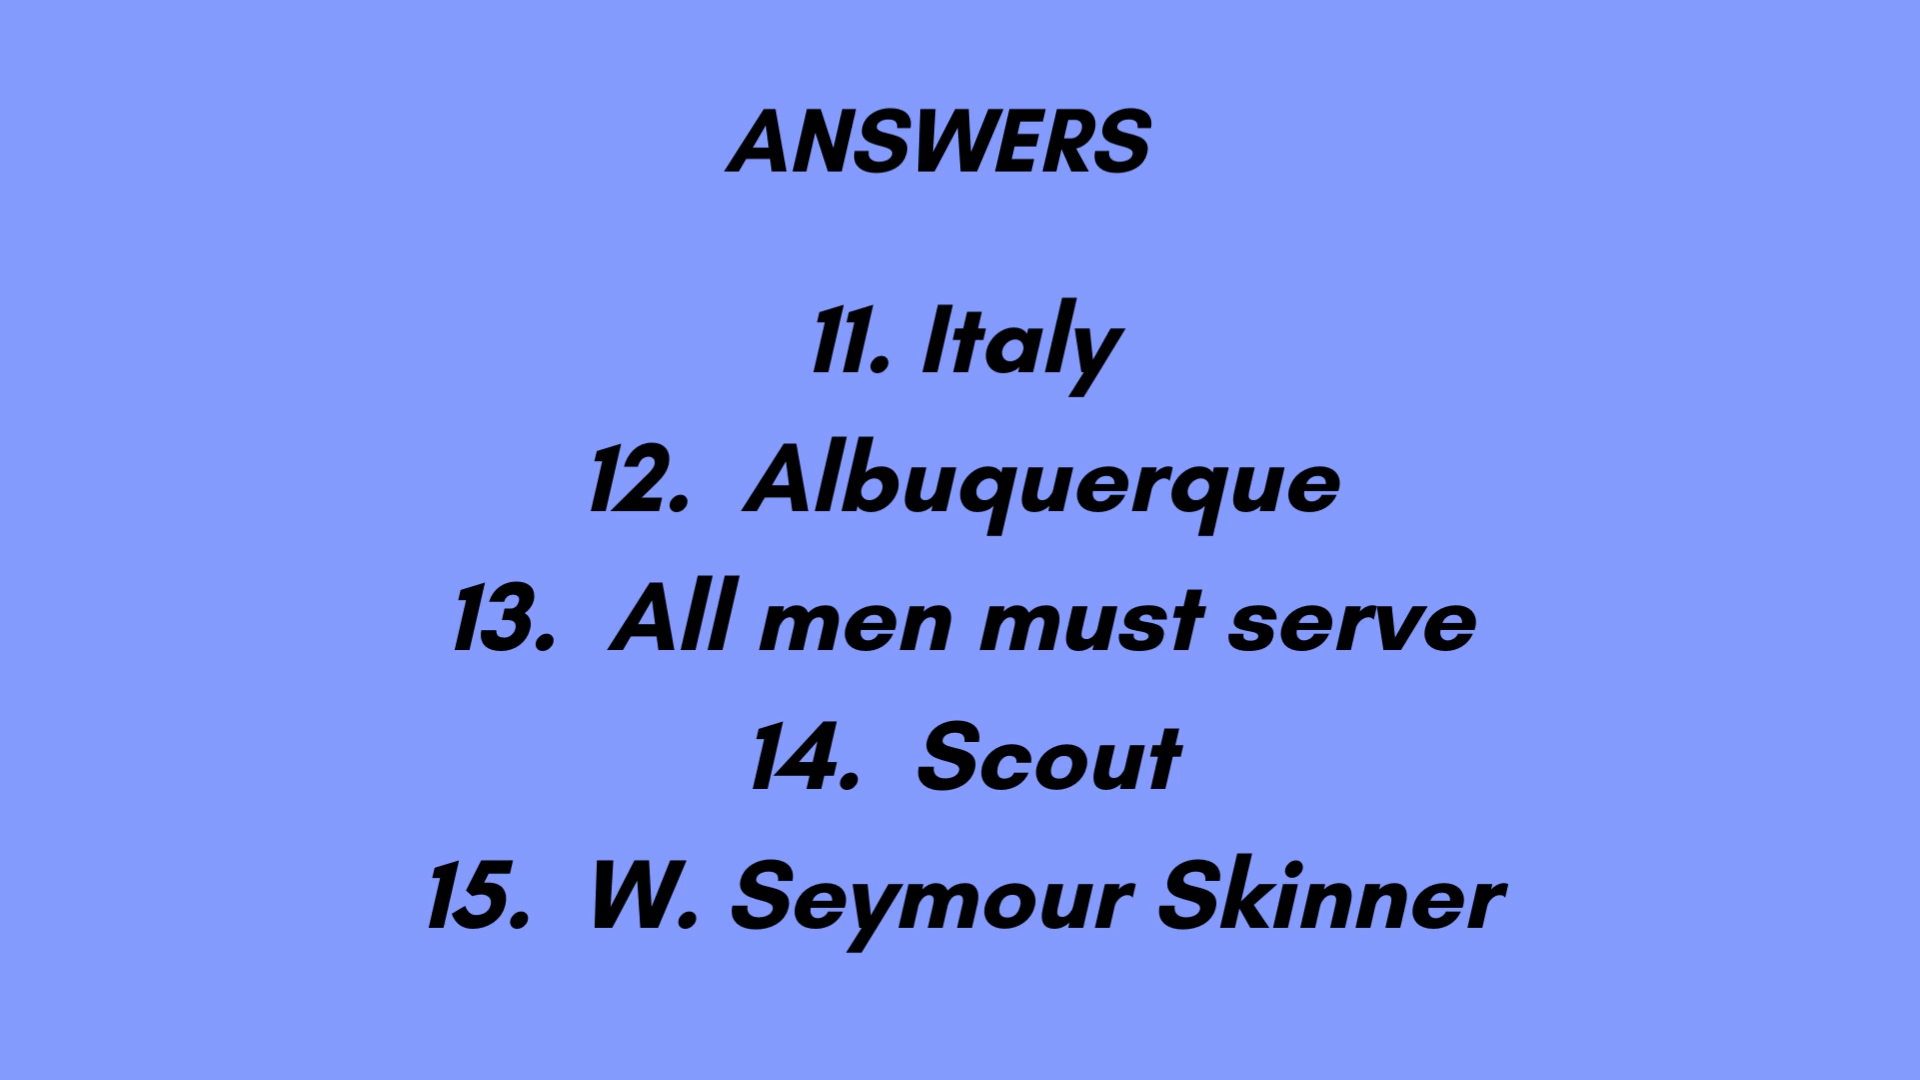 ANSWERS
11. Italy
12. Albuquerque
13. All men must serve
14. Scout
15. W. Seymour Skinner